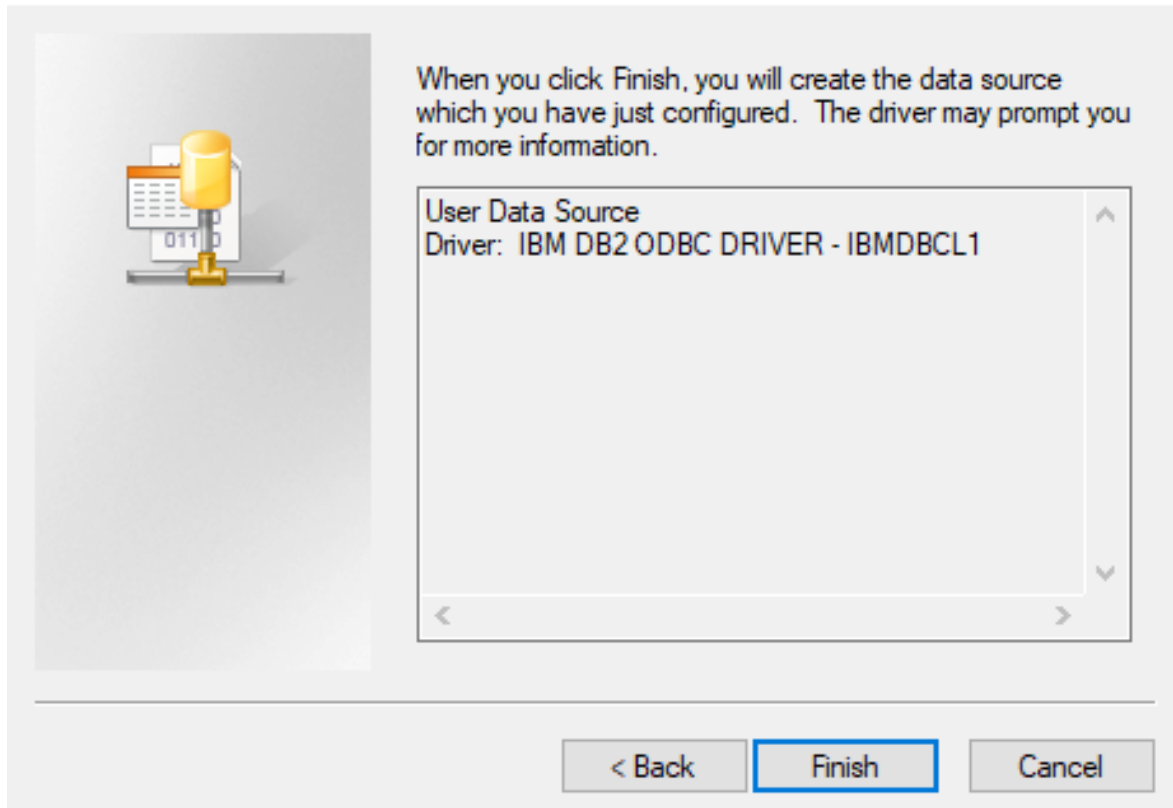 When you click Finish, you will create the data source
which you have just configured.  The driver may prompt you
for more information.
User Data Source
Driver:  IBM DB2 ODBC DRIVER - IBMDBCL1
011
< Back
Finish
Cancel